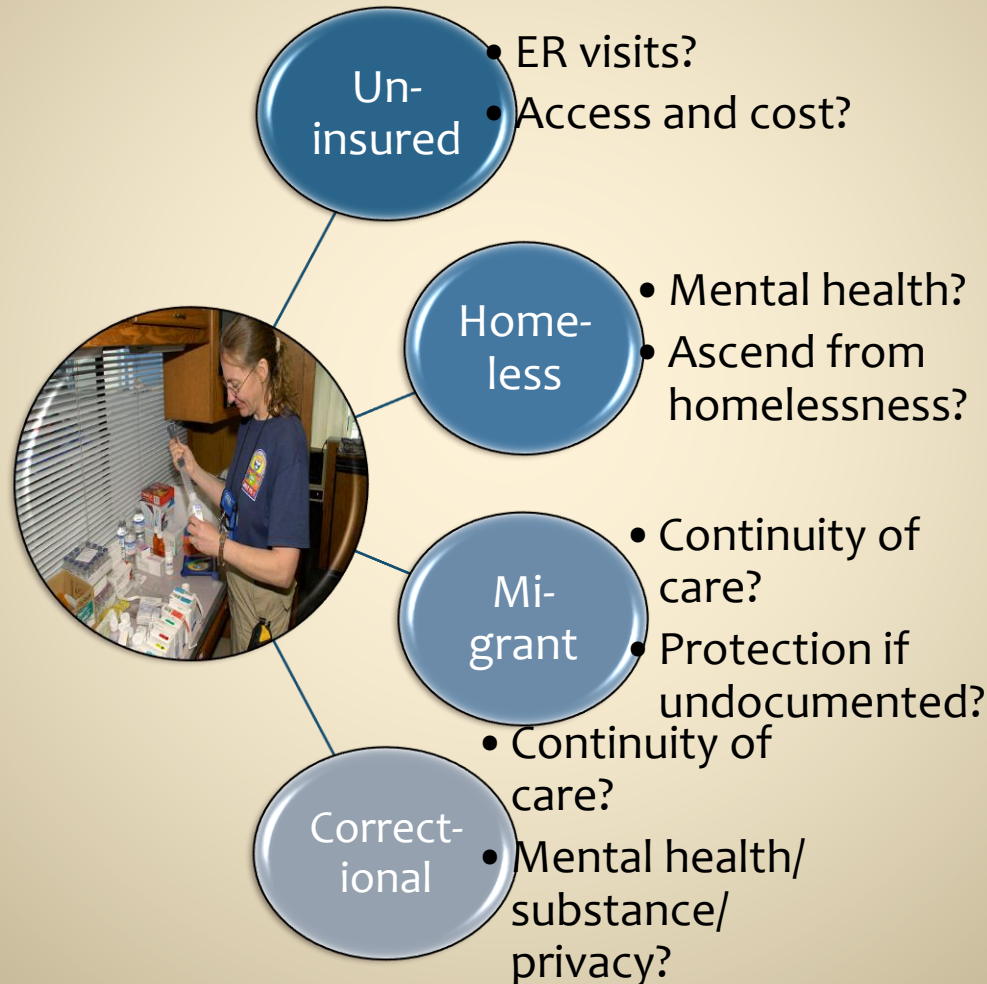 Un-
insured
• ER visits?
• Access and cost?
Home-
less
• Mental health?
• Ascend from
homelessness?
Mi-
grant
• Continuity of
care?
• Protection if
undocumented?
Correct-
ional
• Continuity of
care?
• Mental health/
substance/
privacy?